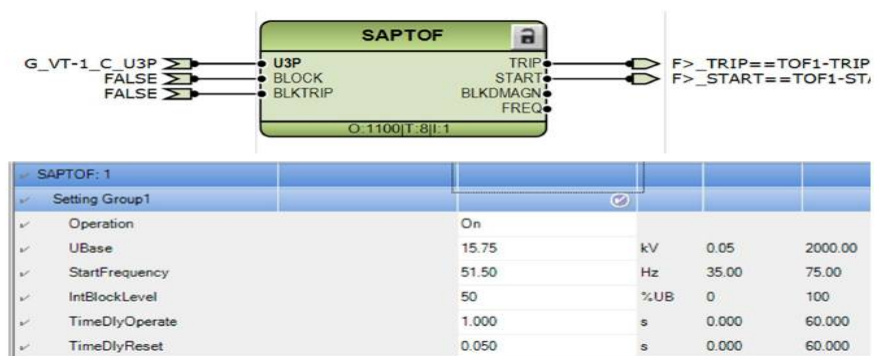 SAPTOF
G_VT-1_C_U3P U3P TRIP F>_TRIP==TOF1-TRIP
FALSE BLOCK START F>_START==TOF1-STA
FALSE BLKTRIP BLKDMAGN
FREQ
O:1100|T:8|I:1
SAPTOF: 1
Setting Group1
Operation On
UBase 15.75 kV 0.05 2000.00
StartFrequency 51.50 Hz 35.00 75.00
IntBlockLevel 50 %UB 0 100
TimeDlyOperate 1.000 s 0.000 60.000
TimeDlyReset 0.050 s 0.000 60.000